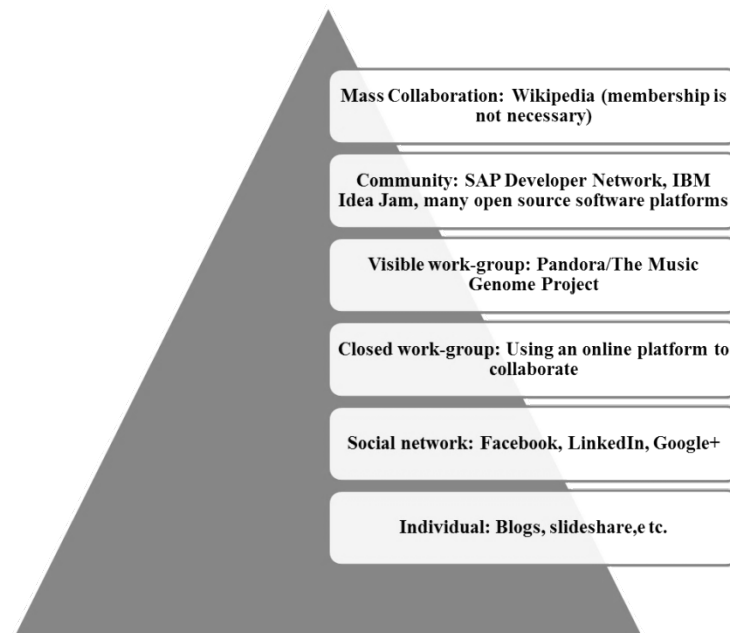 Mass Collaboration: Wikipedia (membership is
not necessary)
Community: SAP Developer Network, IBM
Idea Jam, many open source software platforms
Visible work-group: Pandora/The Music
Genome Project
Closed work-group: Using an online platform to
collaborate
Social network: Facebook, LinkedIn, Google+
Individual: Blogs, slideshare,e tc.